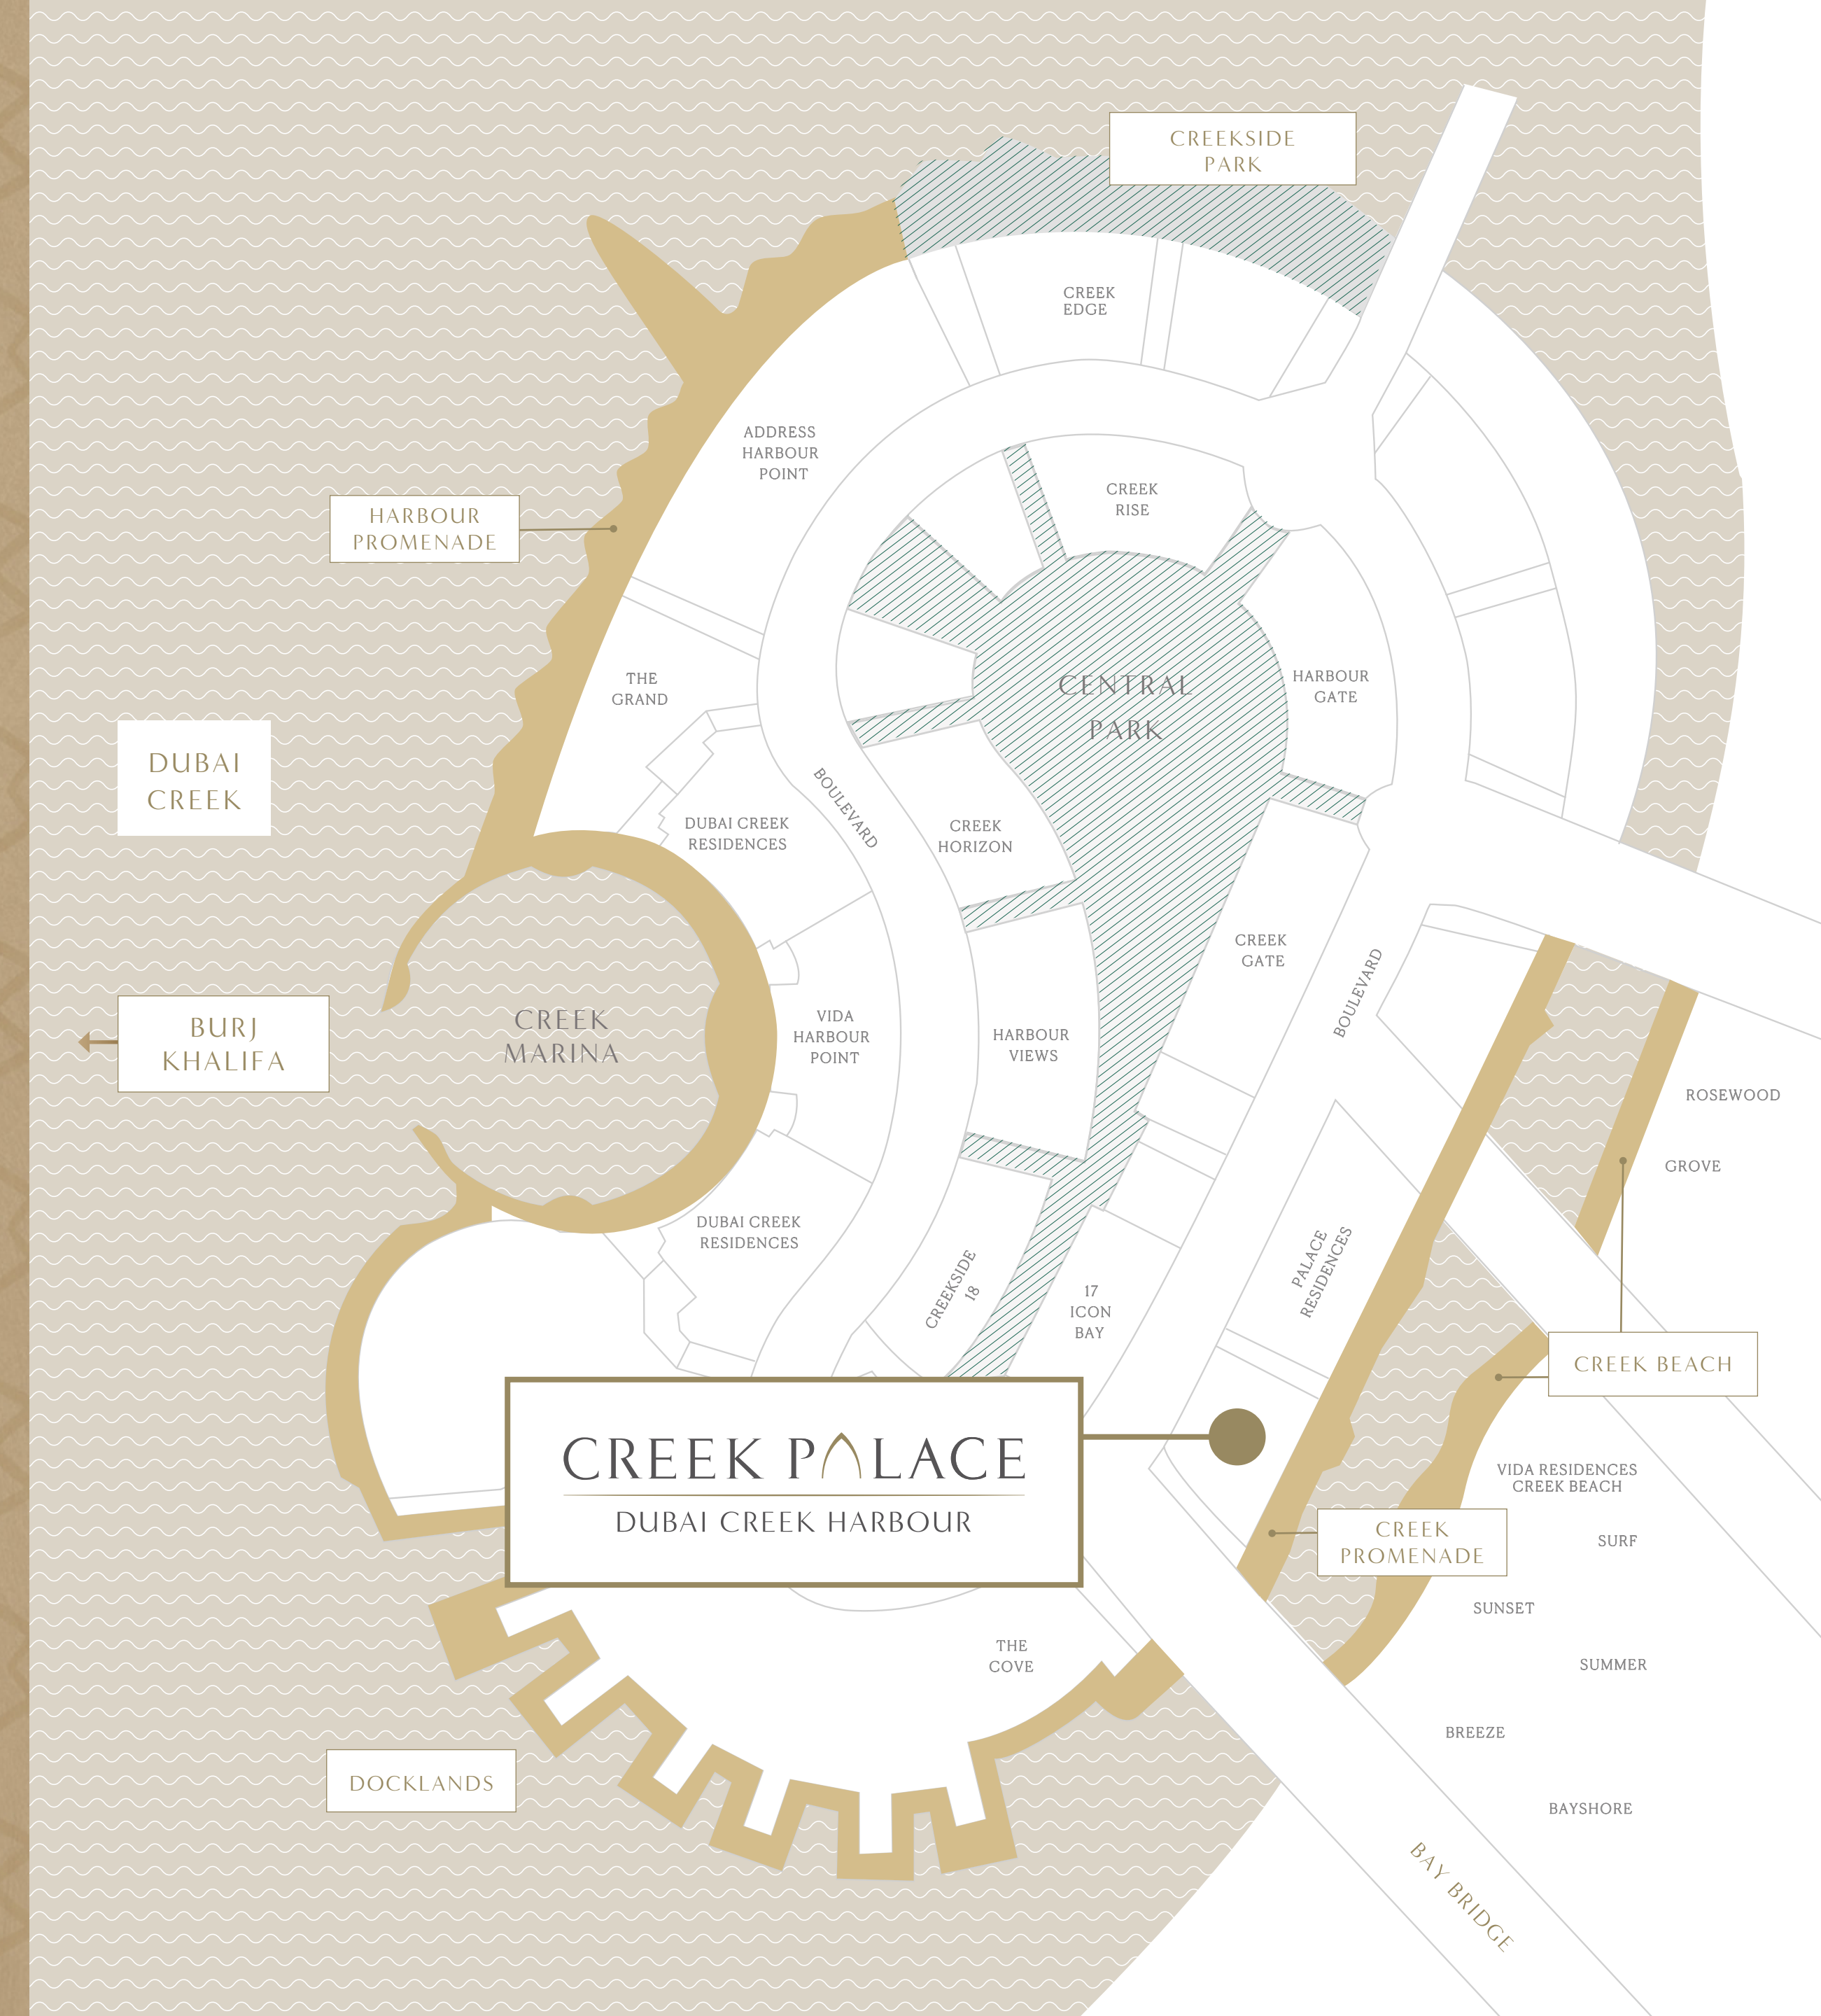 CREEKSIDE
PARK
CREEK
EDGE
ADDRESS
HARBOUR
POINT
CREEK
RISE
HARBOUR
PROMENADE
THE
GRAND
CENTRAL
PARK
HARBOUR
GATE
DUBAI
CREEK
BOULEVARD
DUBAI CREEK
RESIDENCES
CREEK
HORIZON
CREEK
GATE
BOULEVARD
BURJ
KHALIFA
CREEK
MARINA
VIDA
HARBOUR
POINT
HARBOUR
VIEWS
ROSEWOOD
GROVE
DUBAI CREEK
RESIDENCES
CREEKSIDE
18
17
ICON
BAY
PALACE
RESIDENCES
CREEK BEACH
CREEK PALACE
DUBAI CREEK HARBOUR
VIDA RESIDENCES
CREEK BEACH
CREEK
PROMENADE
SURF
SUNSET
THE
COVE
SUMMER
BREEZE
DOCKLANDS
BAYSHORE
BAY BRIDGE